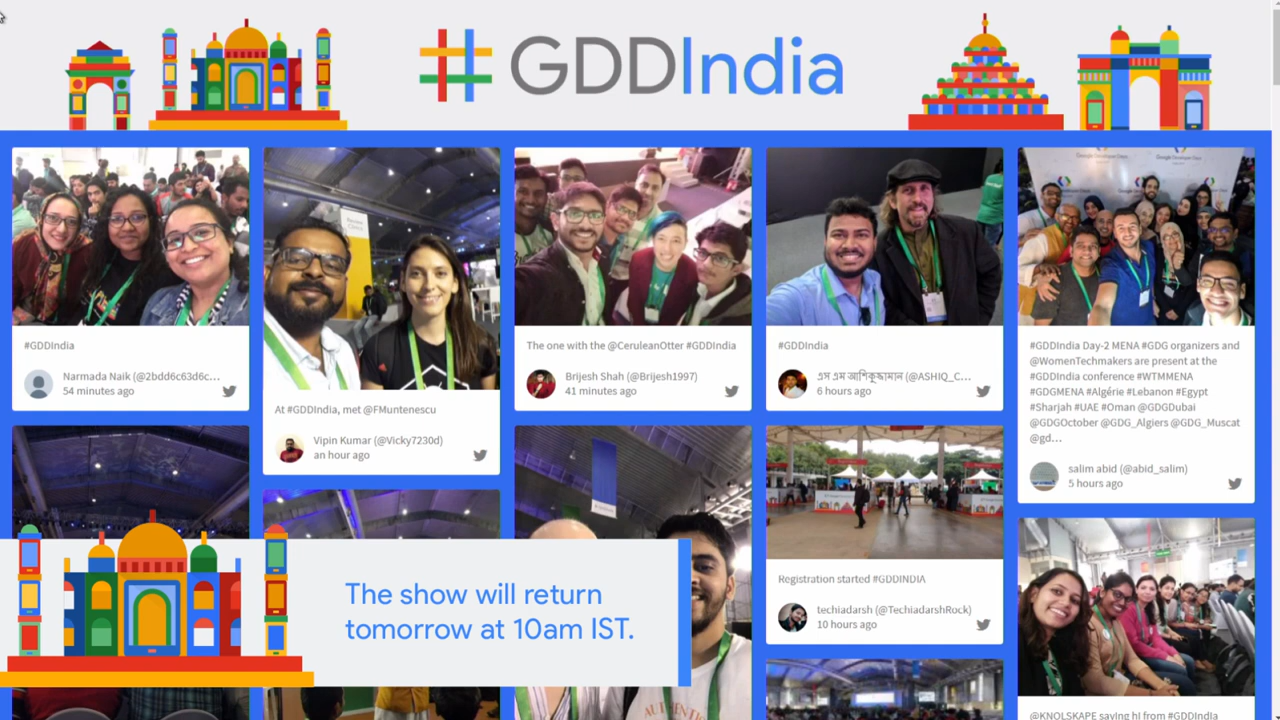 #GDDIndia
#GDDIndia
Narmada Naik (@2bdd6c63d6c...
54 minutes ago
At #GDDIndia, met @FMuntenescu
Vipin Kumar (@Vicky7230d)
an hour ago
The one with the @CeruleanOtter #GDDIndia
Brijesh Shah (@Brijesh1997)
41 minutes ago
#GDDIndia
এস এম আশিকুজ্জামান (@ASHIQ_C...
6 hours ago
#GDDIndia Day-2 MENA #GDG organizers and
@WomenTechmakers are present at the
#GDDIndia conference #WTMMENA
#GDGMENA #Algérie #Lebanon #Egypt
#Sharjah #UAE #Oman @GDGDubai
@GDGOctober @GDG_Algiers @GDG_Muscat
@gd...
salim abid (@abid_salim)
5 hours ago
Registration started #GDDINDIA
techiadarsh (@TechiadarshRock)
10 hours ago
@KNOLSKAPE saying hI from #GDDIndia
The show will return
tomorrow at 10am IST.